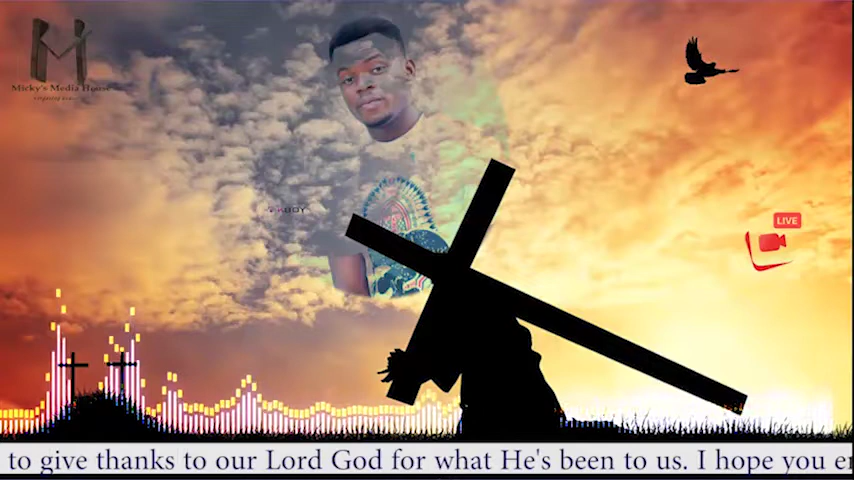 M
Micky's Media House
LIVE
to give thanks to our Lord God for what He's been to us. I hope you e